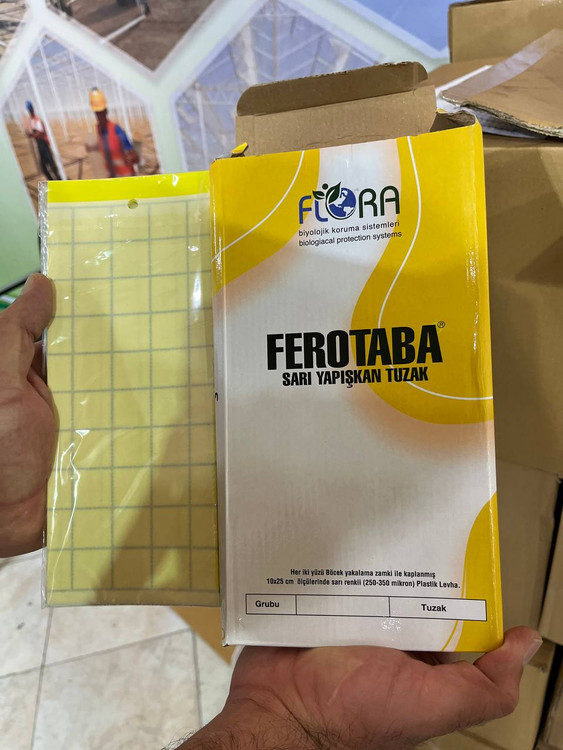 FLORA
biyolojik koruma sistemleri
biologiacal protection systems
FEROTABA®
SARI YAPIŞKAN TUZAK
Her iki yüzü Böcek yakalama zamkı ile kaplanmış
10x25 cm ölçülerinde sarı renkli (250-350 mikron) Plastik Levha.
Grubu Tuzak